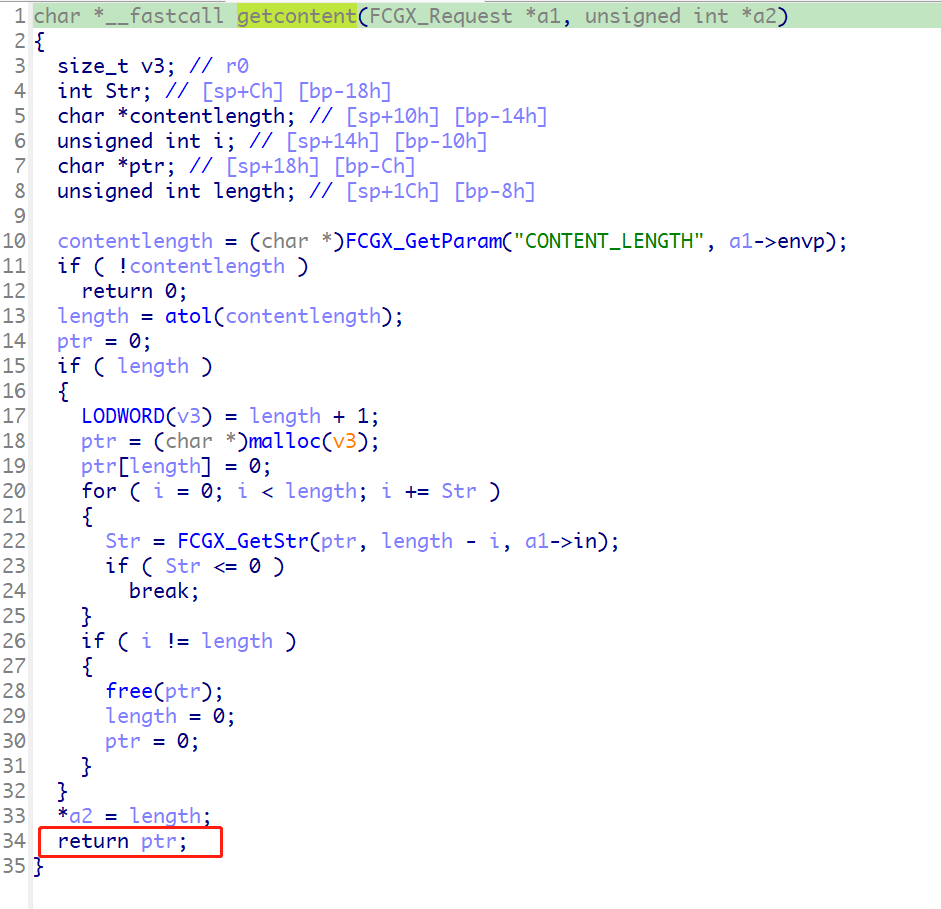 1 char *__fastcall getcontent(FCGX_Request *a1, unsigned int *a2)
2 {
3   size_t v3; // r0
4   int Str; // [sp+Ch] [bp-18h]
5   char *contentlength; // [sp+10h] [bp-14h]
6   unsigned int i; // [sp+14h] [bp-10h]
7   char *ptr; // [sp+18h] [bp-Ch]
8   unsigned int length; // [sp+1Ch] [bp-8h]
9
10   contentlength = (char *)FCGX_GetParam("CONTENT_LENGTH", a1->envp);
11   if ( !contentlength )
12     return 0;
13   length = atol(contentlength);
14   ptr = 0;
15   if ( length )
16   {
17     LODWORD(v3) = length + 1;
18     ptr = (char *)malloc(v3);
19     ptr[length] = 0;
20     for ( i = 0; i < length; i += Str )
21     {
22       Str = FCGX_GetStr(ptr, length - i, a1->in);
23       if ( Str <= 0 )
24         break;
25     }
26     if ( i != length )
27     {
28       free(ptr);
29       length = 0;
30       ptr = 0;
31     }
32   }
33   *a2 = length;
34   return ptr;
35 }